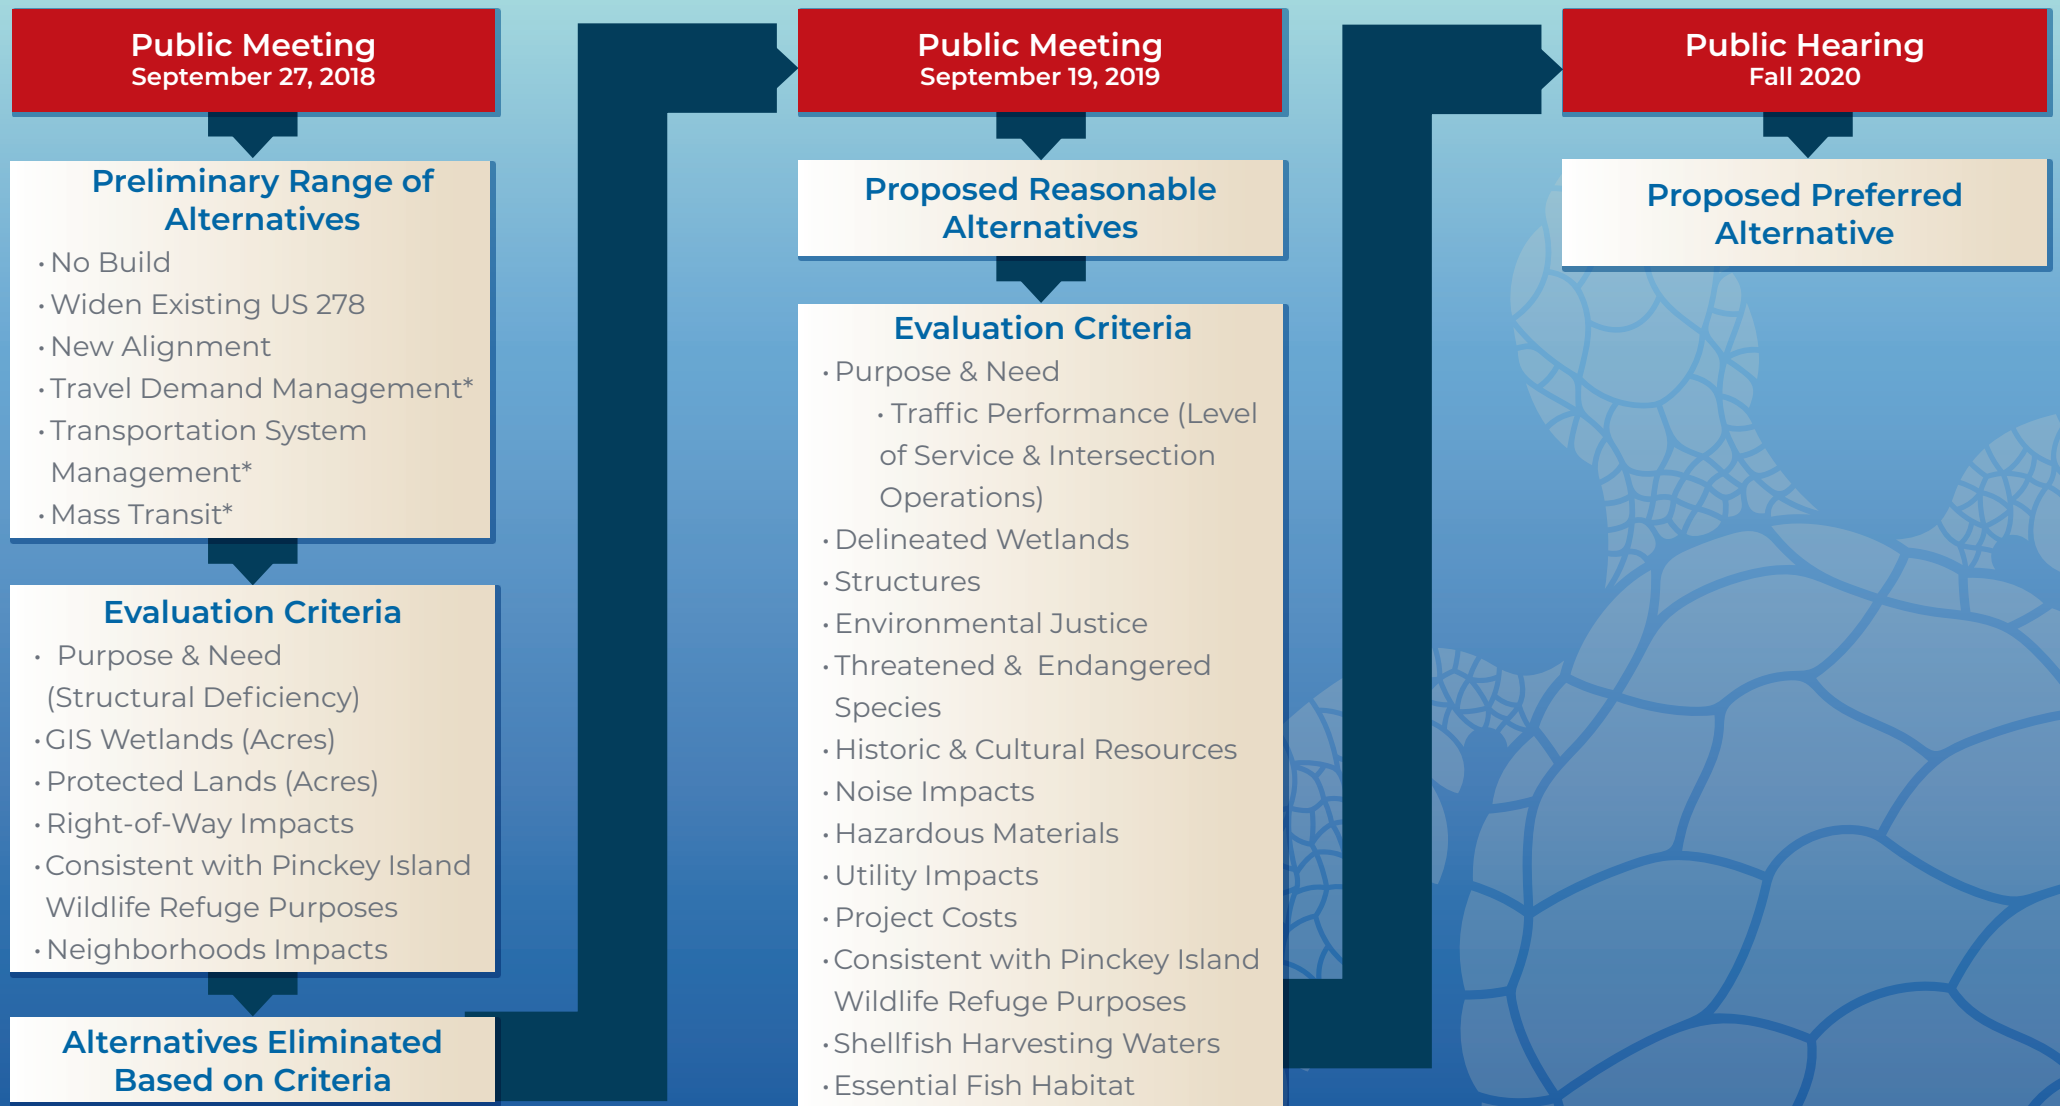 Public Meeting
September 27, 2018
Preliminary Range of
Alternatives
• No Build
• Widen Existing US 278
• New Alignment
• Travel Demand Management*
• Transportation System
Management*
• Mass Transit*
Evaluation Criteria
• Purpose & Need
(Structural Deficiency)
• GIS Wetlands (Acres)
• Protected Lands (Acres)
• Right-of-Way Impacts
• Consistent with Pinckey Island
Wildlife Refuge Purposes
• Neighborhoods Impacts
Alternatives Eliminated
Based on Criteria
Public Meeting
September 19, 2019
Proposed Reasonable
Alternatives
Evaluation Criteria
• Purpose & Need
• Traffic Performance (Level
of Service & Intersection
Operations)
• Delineated Wetlands
• Structures
• Environmental Justice
• Threatened & Endangered
Species
• Historic & Cultural Resources
• Noise Impacts
• Hazardous Materials
• Utility Impacts
• Project Costs
• Consistent with Pinckey Island
Wildlife Refuge Purposes
• Shellfish Harvesting Waters
• Essential Fish Habitat
Public Hearing
Fall 2020
Proposed Preferred
Alternative